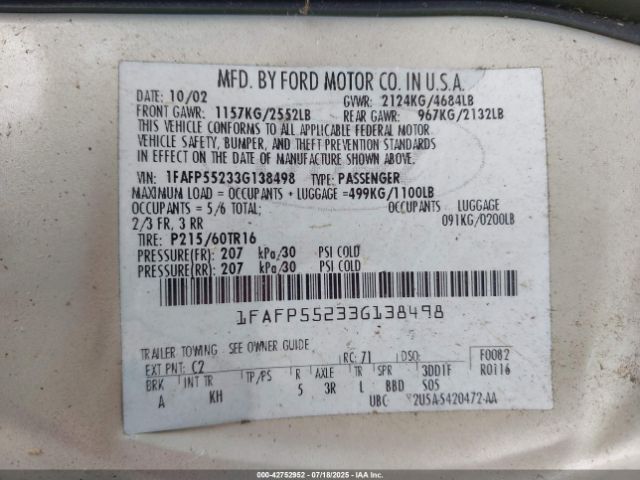 MFD. BY FORD MOTOR CO. IN U.S.A.
DATE: 10/02 GVWR: 2124KG/4684LB
FRONT GAWR: 1157KG/2552LB REAR GAWR: 967KG/2132LB
THIS VEHICLE CONFORMS TO ALL APPLICABLE FEDERAL MOTOR
VEHICLE SAFETY, BUMPER, AND THEFT PREVENTION STANDARDS
IN EFFECT ON THE DATE OF MANUFACTURE SHOWN ABOVE.
VIN: 1FAFP55233G138498 TYPE: PASSENGER
MAXIMUM LOAD = OCCUPANTS + LUGGAGE =499KG/1100LB
OCCUPANTS = 5/6 TOTAL; OCCUPANTS LUGGAGE
2/3 FR, 3 RR 091KG/0200LB
TIRE: P215/60TR16
PRESSURE(FR) 207 kPa/30 PSI COLD
PRESSURE(RR) 207 kPa/30 PSI COLD
1FAFP55233G138498
TRAILER TOWING - SEE OWNER GUIDE
EXT PNT: C2 RC: 71 DSO: F0082
BRK INT TR TP/PS R AXLE TR SPR 3DD1F R0116
A KH 5 3R L BBD S05
UBC 2U5A-5420472-AA
000-42752952 - 07/18/2025 - IAAI.com